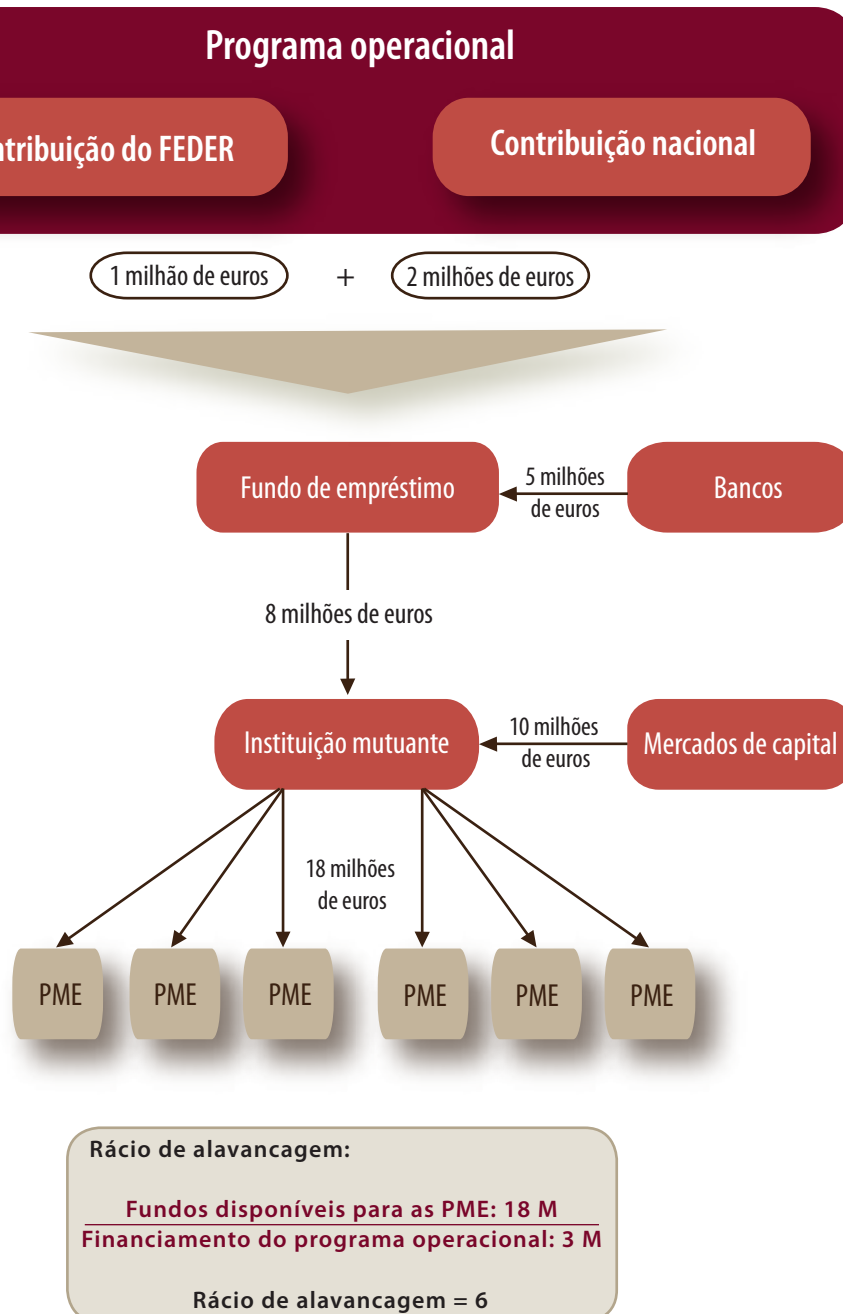 Programa operacional
ntribuição do FEDER
Contribuição nacional
1 milhão de euros + 2 milhões de euros
Fundo de empréstimo
5 milhões
de euros
Bancos
8 milhões de euros
Instituição mutuante
10 milhões
de euros
Mercados de capital
18 milhões
de euros
PME PME PME PME PME PME
Rácio de alavancagem:
Fundos disponíveis para as PME: 18 M
Financiamento do programa operacional: 3 M
Rácio de alavancagem = 6